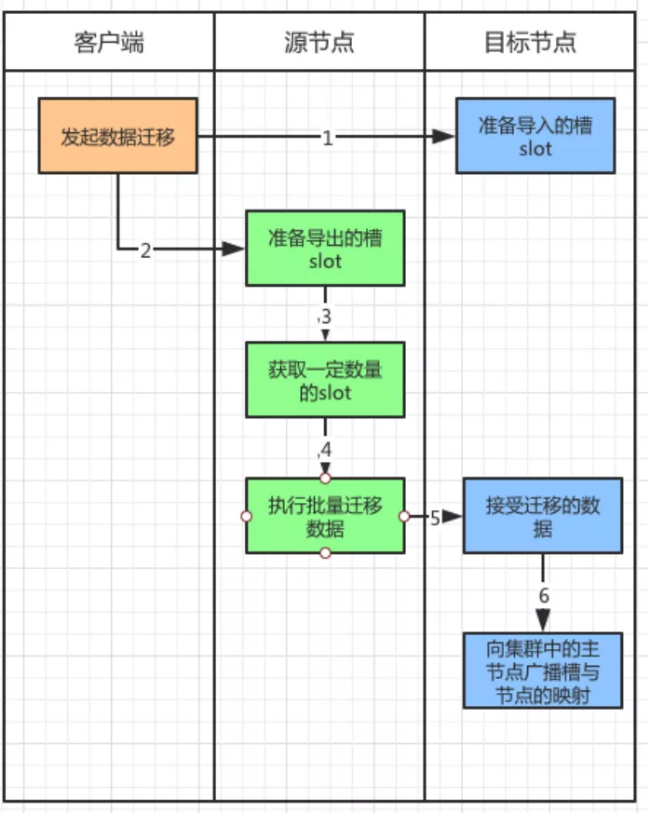 客户端
源节点
目标节点
发起数据迁移
1
准备导入的槽
slot
2
准备导出的槽
slot
,3
获取一定数量
的slot
,4
执行批量迁移
数据
5
接受迁移的数
据
6
向集群中的主
节点广播槽与
节点的映射